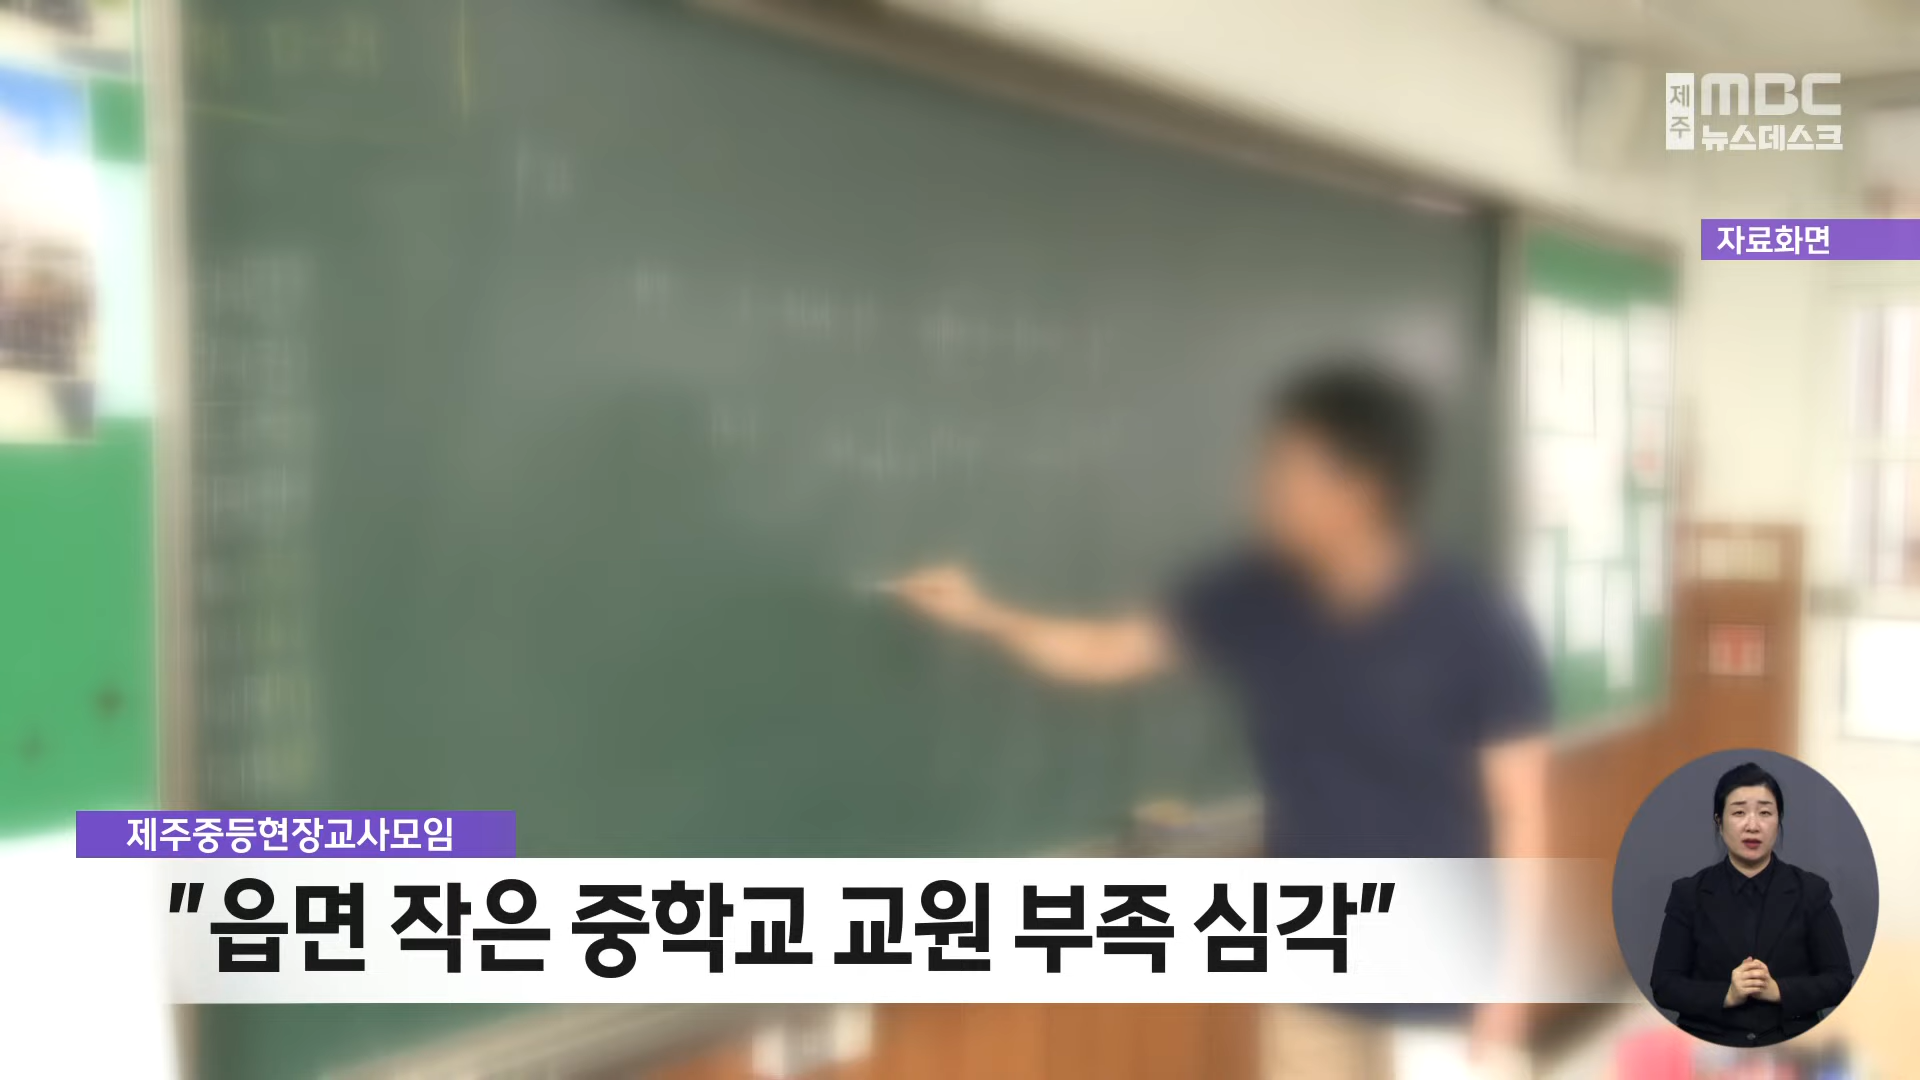 제주
MBC
뉴스데스크
자료화면
제주중등현장교사모임
"읍면 작은 중학교 교원 부족 심각"